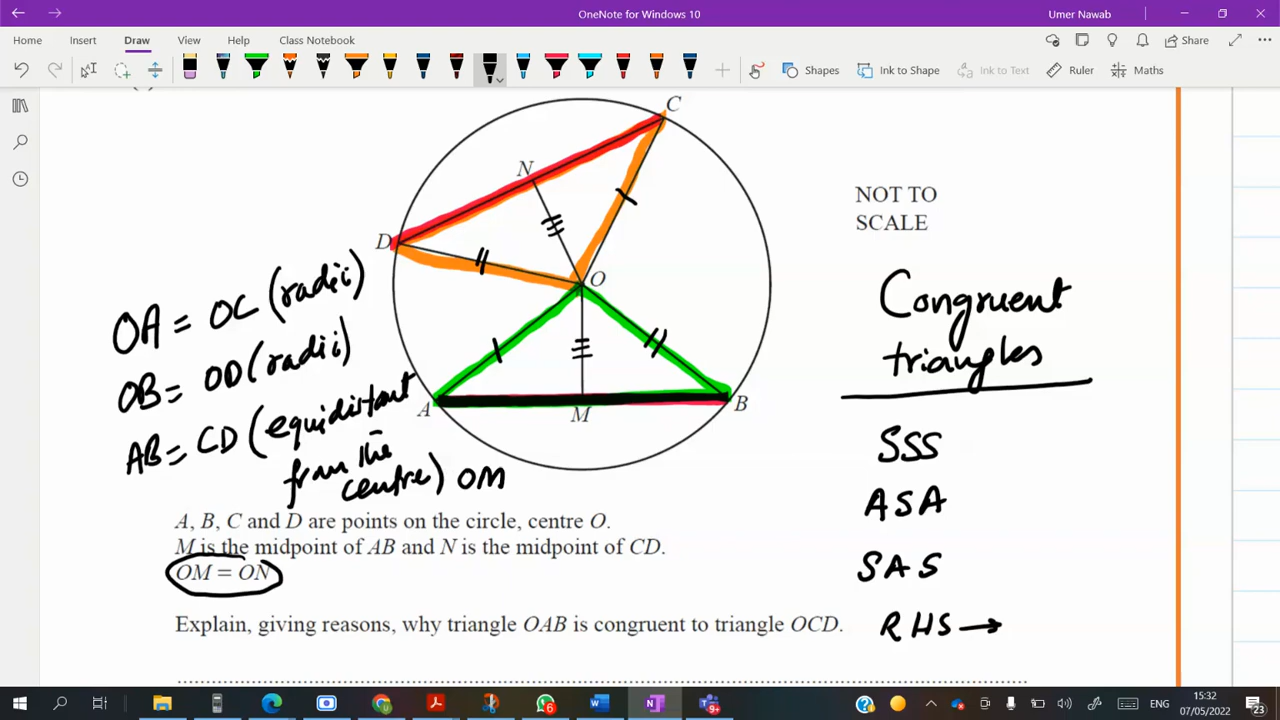 OneNote for Windows 10
Umer Nawab
Home Insert Draw View Help Class Notebook
Share
Shapes Ink to Shape Ink to Text Ruler Maths
C
N
D
O
A
M
B
NOT TO
SCALE
Congruent
triangles
SSS
ASA
SAS
RHS →
OA = OC (radii)
OB = OD (radii)
AB = CD (equidistant
from the
centre) OM
A, B, C and D are points on the circle, centre O.
M is the midpoint of AB and N is the midpoint of CD.
OM = ON
Explain, giving reasons, why triangle OAB is congruent to triangle OCD.
6
9+
ENG
15:32
07/05/2022
23